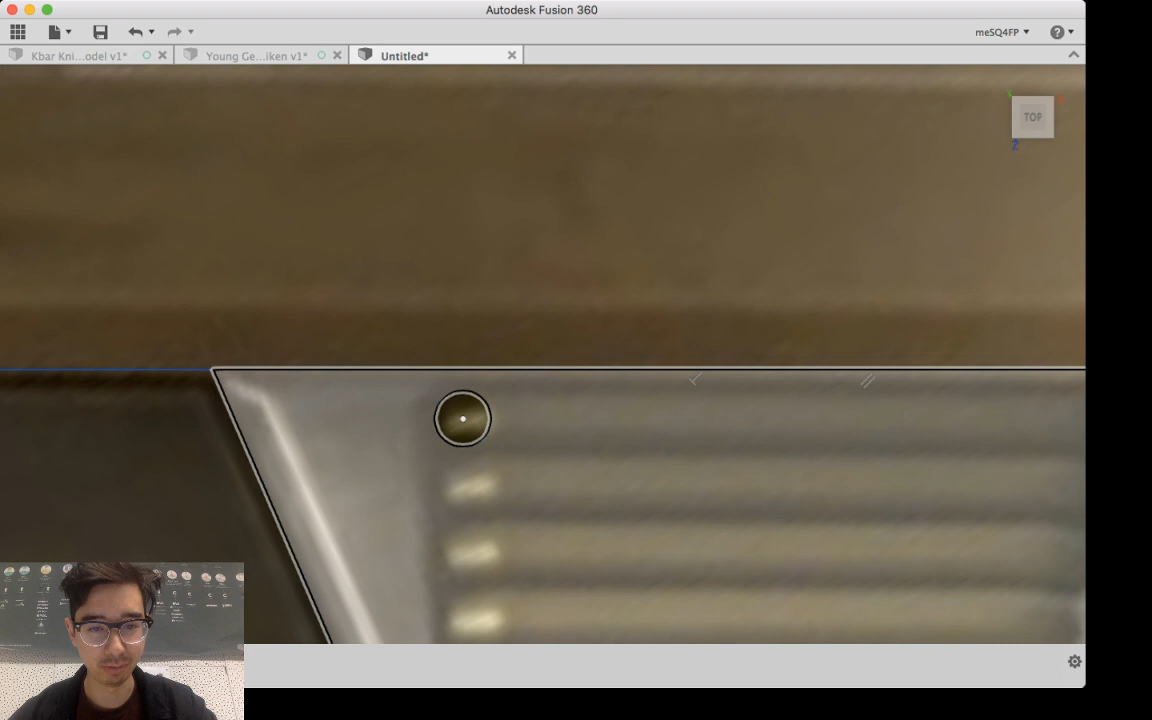 Autodesk Fusion 360
meSQ4FP
Kbar Kni...odel v1*
Young Ge...iken v1*
Untitled*
TOP
Z